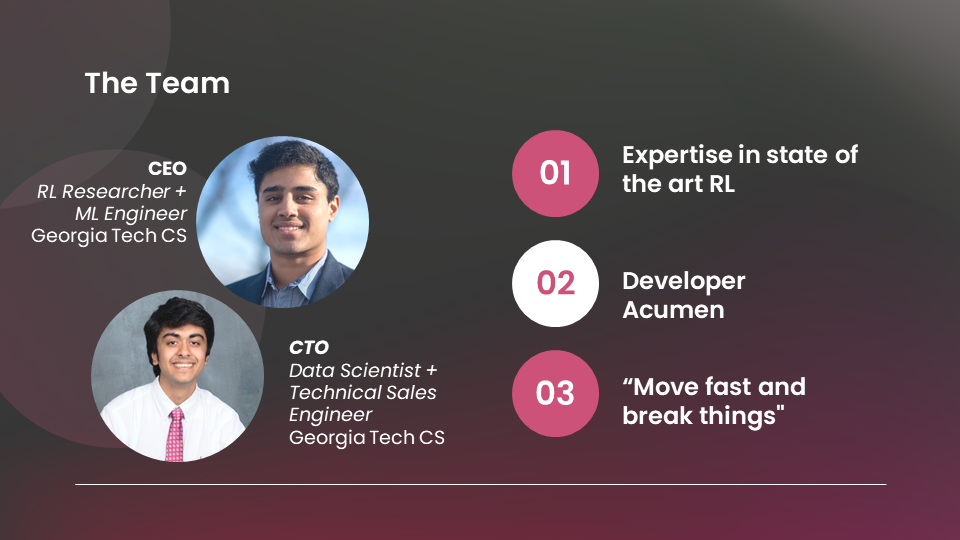 The Team
CEO
RL Researcher +
ML Engineer
Georgia Tech CS
CTO
Data Scientist +
Technical Sales
Engineer
Georgia Tech CS
01
Expertise in state of
the art RL
02
Developer
Acumen
03
“Move fast and
break things"